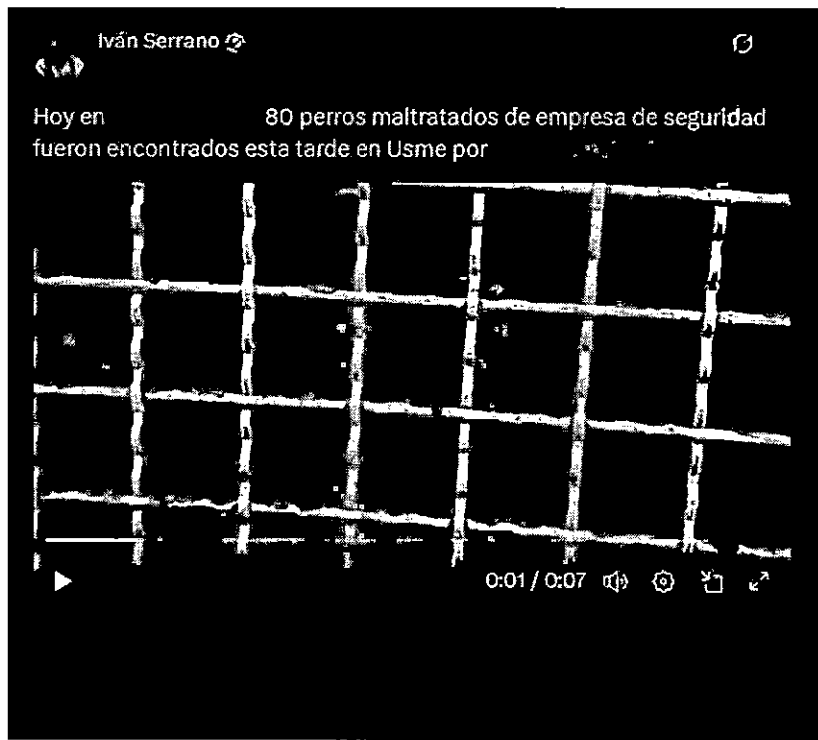 Iván Serrano
Hoy en 80 perros maltratados de empresa de seguridad
fueron encontrados esta tarde en Usme por
0:01 / 0:07